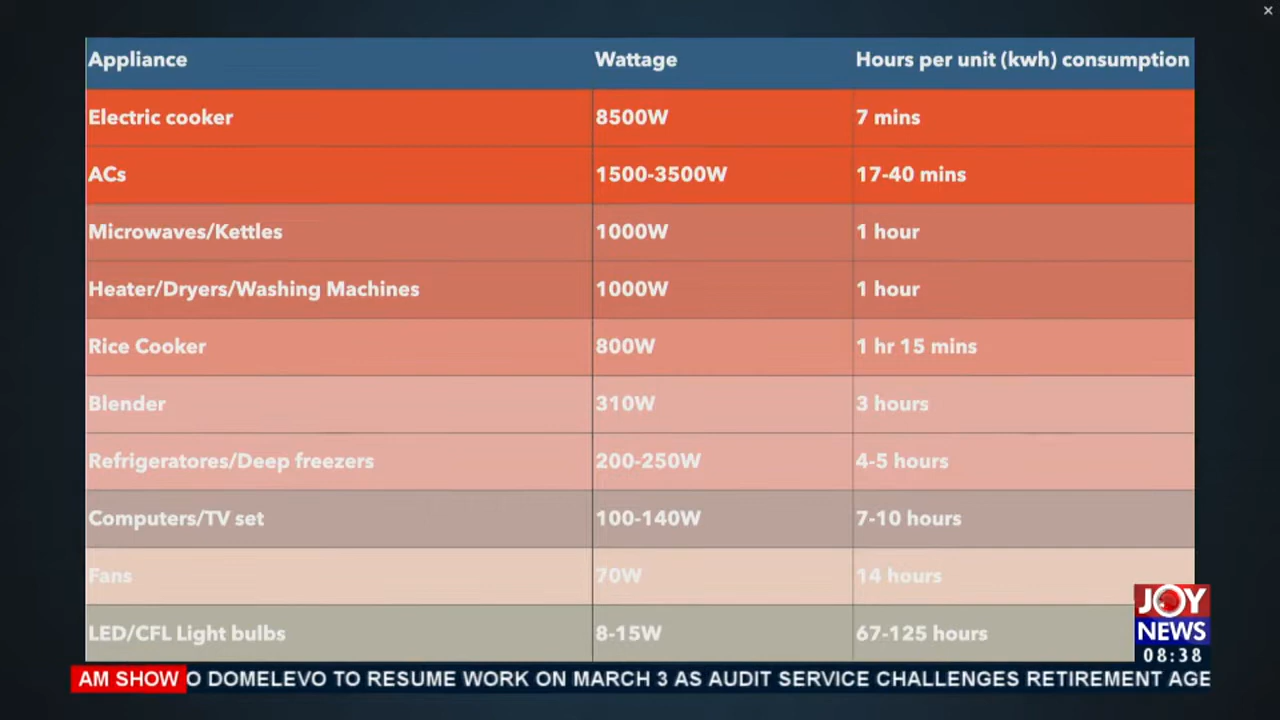 Appliance Wattage Hours per unit (kwh) consumption
Electric cooker 8500W 7 mins
ACs 1500-3500W 17-40 mins
Microwaves/Kettles 1000W 1 hour
Heater/Dryers/Washing Machines 1000W 1 hour
Rice Cooker 800W 1 hr 15 mins
Blender 310W 3 hours
Refrigeratores/Deep freezers 200-250W 4-5 hours
Computers/TV set 100-140W 7-10 hours
Fans 70W 14 hours
LED/CFL Light bulbs 8-15W 67-125 hours
JOY
NEWS
08:38
AM SHOW O DOMELEVO TO RESUME WORK ON MARCH 3 AS AUDIT SERVICE CHALLENGES RETIREMENT AGE